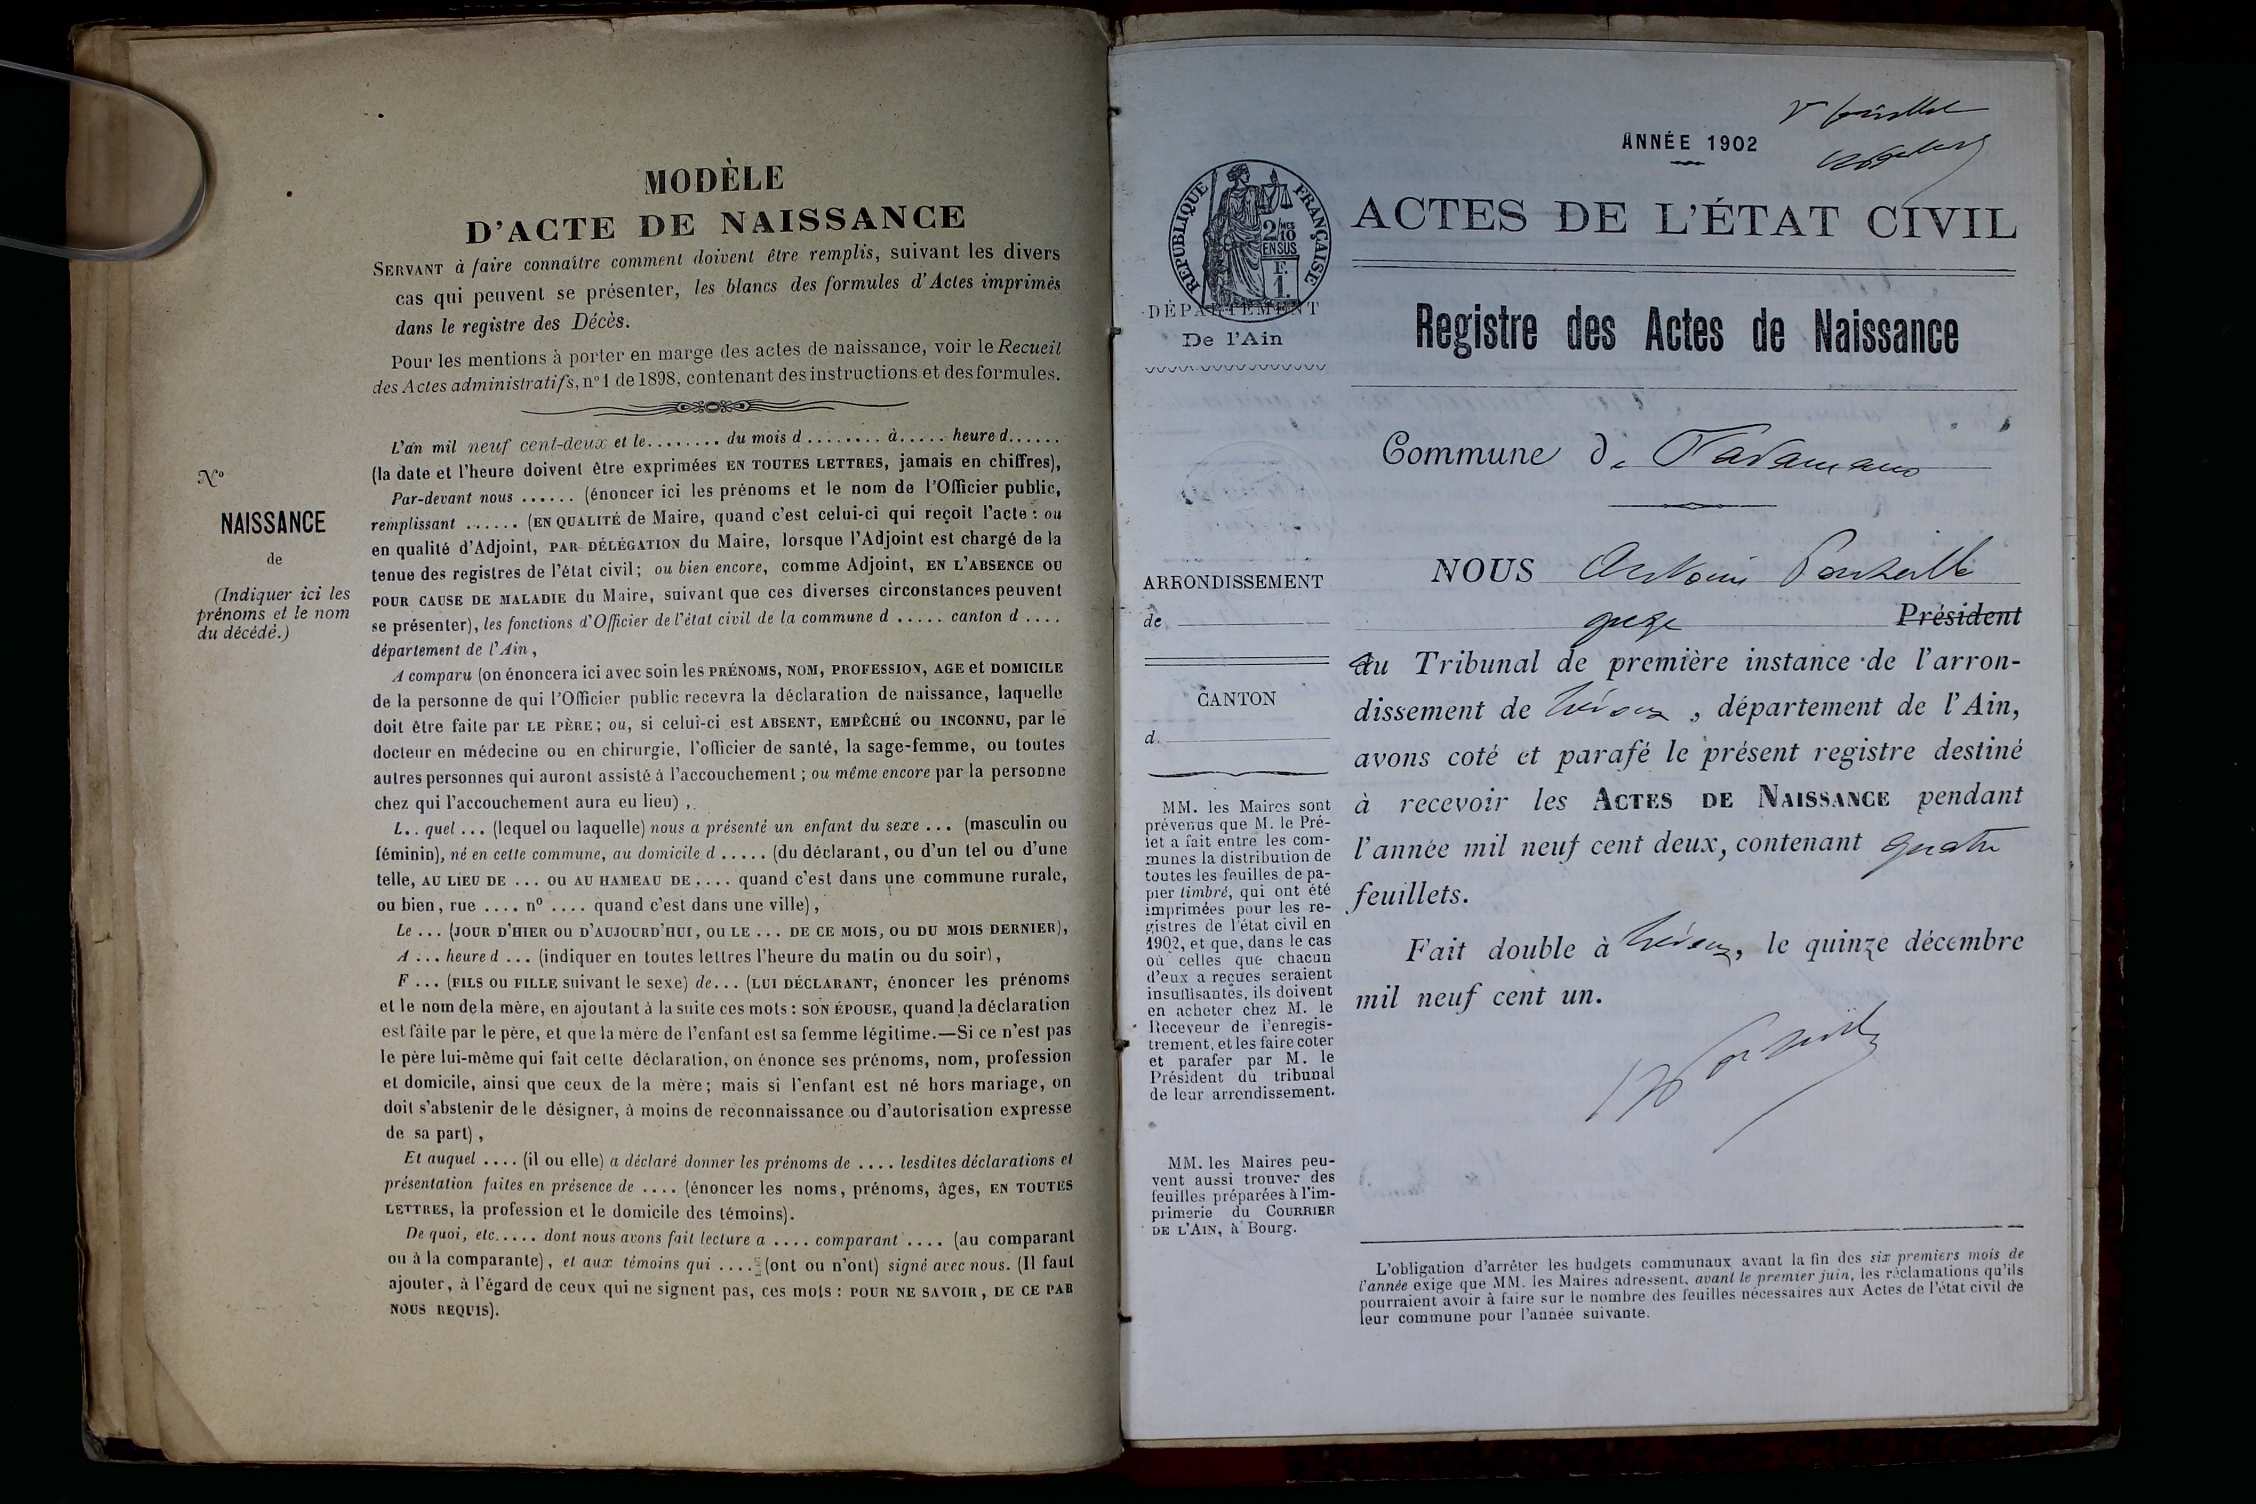 MODÈLE
D'ACTE DE NAISSANCE
SERVANT à faire connaître comment doivent être remplis, suivant les divers
cas qui peuvent se présenter, les blancs des formules d'Actes imprimés
dans le registre des Décès.
Pour les mentions à porter en marge des actes de naissance, voir le Recueil
des Actes administratifs, n° 1 de 1898, contenant des instructions et des formules.
N°
NAISSANCE
de
(Indiquer ici les
prénoms et le nom
du décédé.)
L'an mil neuf cent-deux et le........ du mois d ........ à..... heure d......
(la date et l'heure doivent être exprimées EN TOUTES LETTRES, jamais en chiffres),
Par-devant nous ...... (énoncer ici les prénoms et le nom de l'Officier public,
remplissant ...... (EN QUALITÉ de Maire, quand c'est celui-ci qui reçoit l'acte : ou
en qualité d'Adjoint, PAR DÉLÉGATION du Maire, lorsque l'Adjoint est chargé de la
tenue des registres de l'état civil; ou bien encore, comme Adjoint, EN L'ABSENCE OU
POUR CAUSE DE MALADIE du Maire, suivant que ces diverses circonstances peuvent
se présenter), les fonctions d'Officier de l'état civil de la commune d ..... canton d ....
département de l'Ain,
A comparu (on énoncera ici avec soin les PRÉNOMS, NOM, PROFESSION, AGE et DOMICILE
de la personne de qui l'Officier public recevra la déclaration de naissance, laquelle
doit être faite par LE PÈRE; ou, si celui-ci est ABSENT, EMPÊCHÉ OU INCONNU, par le
docteur en médecine ou en chirurgie, l'officier de santé, la sage-femme, ou toutes
autres personnes qui auront assisté à l'accouchement; ou même encore par la personne
chez qui l'accouchement aura eu lieu),
L.. quel ... (lequel ou laquelle) nous a présenté un enfant du sexe ... (masculin ou
féminin), né en cette commune, au domicile d ..... (du déclarant, ou d'un tel ou d'une
telle, AU LIEU DE ... OU AU HAMEAU DE .... quand c'est dans une commune rurale,
ou bien, rue .... n° .... quand c'est dans une ville),
Le ... (JOUR D'HIER OU D'AUJOURD'HUI, OU LE ... DE CE MOIS, OU DU MOIS DERNIER),
A ... heure d ... (indiquer en toutes lettres l'heure du matin ou du soir),
F ... (FILS OU FILLE suivant le sexe) de... (LUI DÉCLARANT, énoncer les prénoms
et le nom de la mère, en ajoutant à la suite ces mots : SON ÉPOUSE, quand la déclaration
est faite par le père, et que la mère de l'enfant est sa femme légitime.—Si ce n'est pas
le père lui-même qui fait cette déclaration, on énonce ses prénoms, nom, profession
et domicile, ainsi que ceux de la mère; mais si l'enfant est né hors mariage, on
doit s'abstenir de le désigner, à moins de reconnaissance ou d'autorisation expresse
de sa part),
Et auquel .... (il ou elle) a déclaré donner les prénoms de .... lesdites déclarations et
présentation faites en présence de .... (énoncer les noms, prénoms, âges, EN TOUTES
LETTRES, la profession et le domicile des témoins).
De quoi, etc..... dont nous avons fait lecture a .... comparant .... (au comparant
ou à la comparante), et aux témoins qui .... (ont ou n'ont) signé avec nous. (Il faut
ajouter, à l'égard de ceux qui ne signent pas, ces mots : POUR NE SAVOIR, DE CE PAR
NOUS REQUIS).
ANNÉE 1902
RÉPUBLIQUE FRANÇAISE
2/10 MES
EN SUS
F.
1.
DÉPARTEMENT
De l'Ain
ACTES DE L'ÉTAT CIVIL
Registre des Actes de Naissance
Commune de
ARRONDISSEMENT
de
CANTON
d
MM. les Maires sont
prévenus que M. le Pré-
fet a fait entre les com-
munes la distribution de
toutes les feuilles de pa-
pier timbré, qui ont été
imprimées pour les re-
gistres de l'état civil en
1902, et que, dans le cas
où celles que chacun
d'eux a reçues seraient
insuffisantes, ils doivent
en acheter chez M. le
Receveur de l'enregis-
trement, et les faire coter
et parafer par M. le
Président du tribunal
de leur arrondissement.
MM. les Maires peu-
vent aussi trouver des
feuilles préparées à l'im-
primerie du COURRIER
DE L'AIN, à Bourg.
NOUS Antoine
juge Président
du Tribunal de première instance de l'arron-
dissement de Trévoux, département de l'Ain,
avons coté et parafé le présent registre destiné
à recevoir les ACTES DE NAISSANCE pendant
l'année mil neuf cent deux, contenant quatre
feuillets.
Fait double à Trévoux, le quinze décembre
mil neuf cent un.
L'obligation d'arrêter les budgets communaux avant la fin des six premiers mois de
l'année exige que MM. les Maires adressent, avant le premier juin, les réclamations qu'ils
pourraient avoir à faire sur le nombre des feuilles nécessaires aux Actes de l'état civil de
leur commune pour l'année suivante.